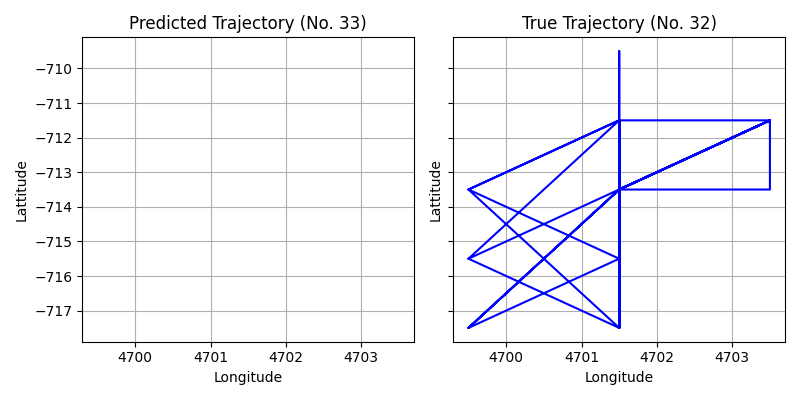 Predicted Trajectory (No. 33)
True Trajectory (No. 32)
−710
−711
−712
−713
−714
−715
−716
−717
Lattitude
Lattitude
4700 4701 4702 4703
4700 4701 4702 4703
Longitude
Longitude